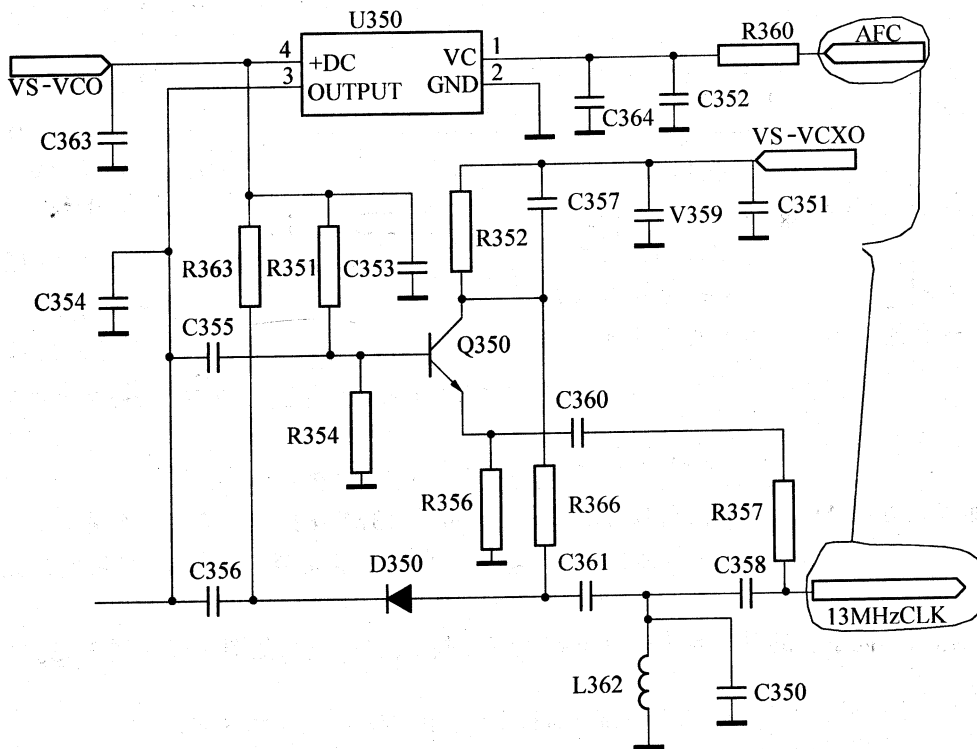 U350
R360
AFC
4
+DC
VC
1
VS-VCO
3
OUTPUT
GND
2
C352
C364
C363
VS-VCXO
C357
V359
C351
R352
R363
R351
C353
C354
C355
Q350
C360
R354
R356
R366
R357
C356
D350
C361
C358
13MHzCLK
L362
C350